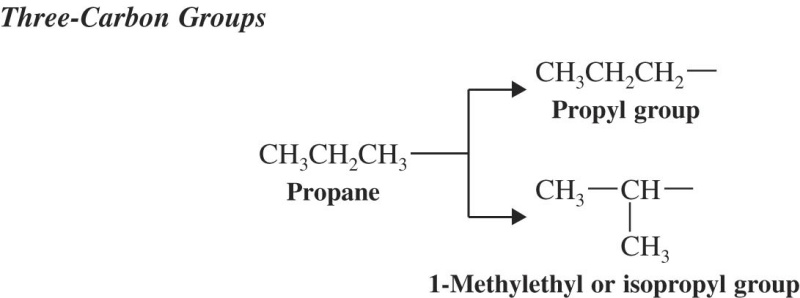 Three-Carbon Groups
CH₃CH₂CH₂—
Propyl group
CH₃CH₂CH₃
Propane
CH₃—CH—
|
CH₃
1-Methylethyl or isopropyl group